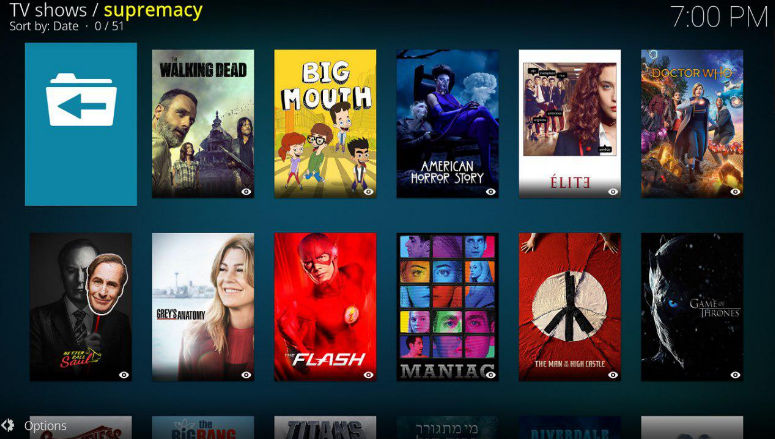 TV shows / supremacy
Sort by: Date · 0 / 51
7:00 PM
THE
WALKING DEAD
BIG
MOUTH
AMERICAN
HORROR STORY
ÉLITE
DOCTOR WHO
BETTER
CALL
Saul
GREY'S ANATOMY
THE FLASH
MANIAC
THE MAN IN THE HIGH CASTLE
GAME OF
THRONES
THE
BIG BANG
TITANS
מי מתגורר
RIVERDALE
Options